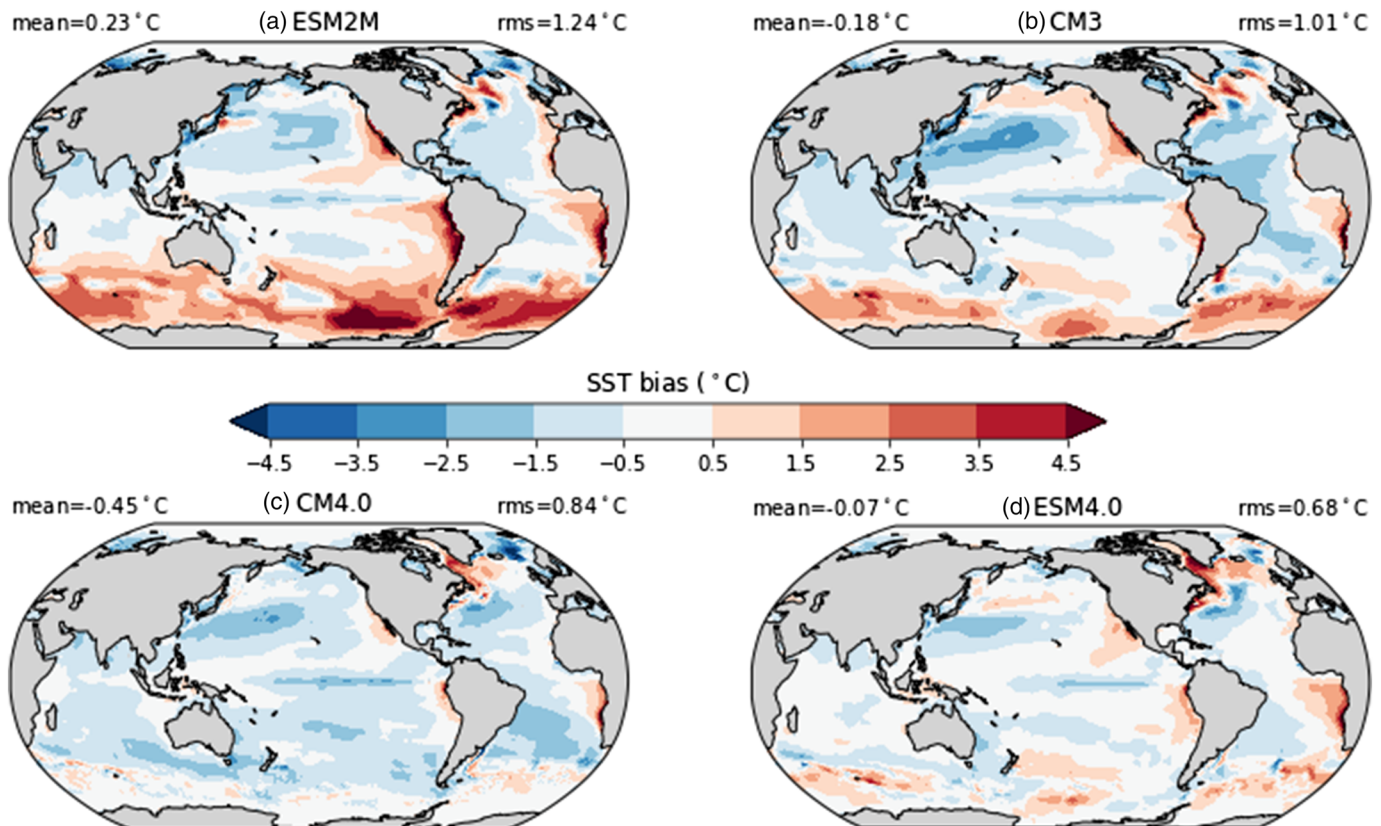 mean=0.23°C (a) ESM2M rms=1.24°C
mean=-0.18°C (b) CM3 rms=1.01°C
SST bias (°C)
−4.5 −3.5 −2.5 −1.5 −0.5 0.5 1.5 2.5 3.5 4.5
mean=-0.45°C (c) CM4.0 rms=0.84°C
mean=-0.07°C (d) ESM4.0 rms=0.68°C